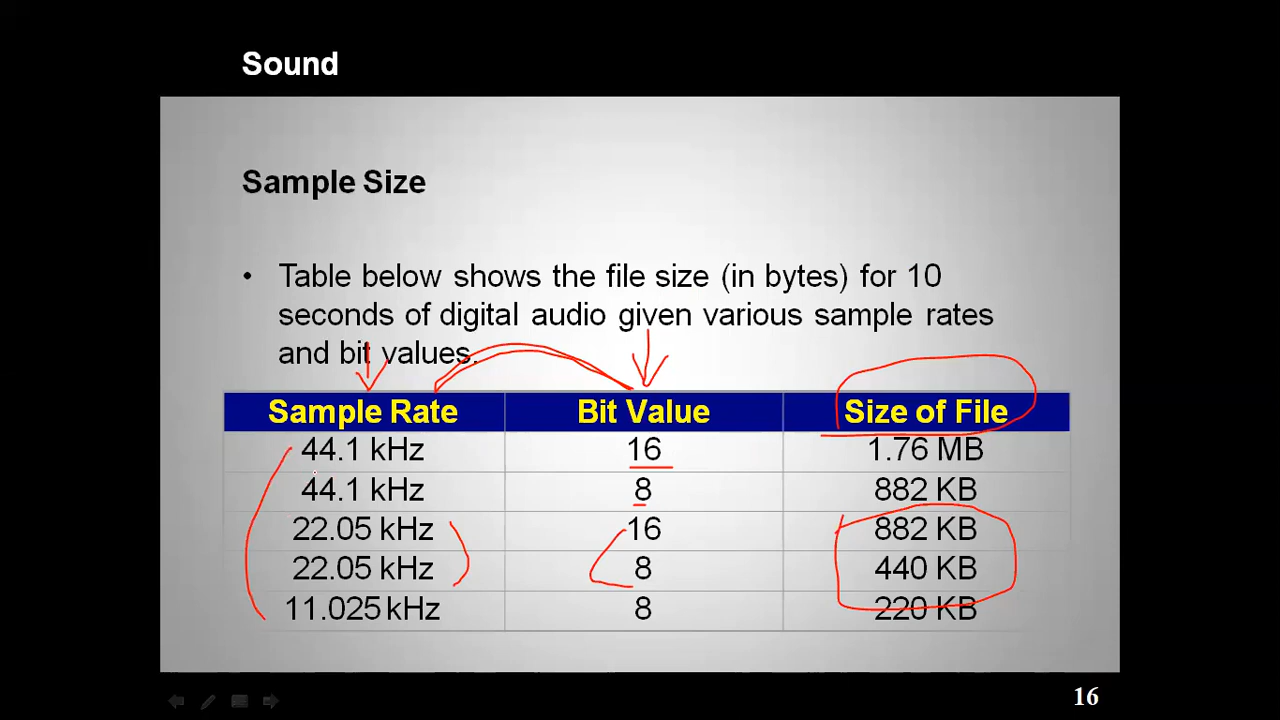 Sound
Sample Size
• Table below shows the file size (in bytes) for 10
seconds of digital audio given various sample rates
and bit values.
Sample Rate Bit Value Size of File
44.1 kHz 16 1.76 MB
44.1 kHz 8 882 KB
22.05 kHz 16 882 KB
22.05 kHz 8 440 KB
11.025 kHz 8 220 KB
16